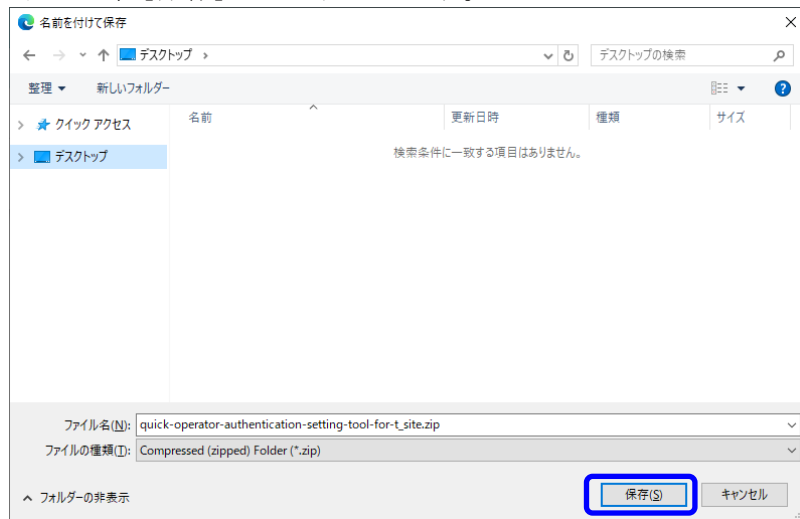 名前を付けて保存
デスクトップ
デスクトップの検索
整理 新しいフォルダー
名前 更新日時 種類 サイズ
クイック アクセス
デスクトップ
検索条件に一致する項目はありません。
ファイル名(N): quick-operator-authentication-setting-tool-for-t_site.zip
ファイルの種類(T): Compressed (zipped) Folder (*.zip)
フォルダーの非表示 保存(S) キャンセル